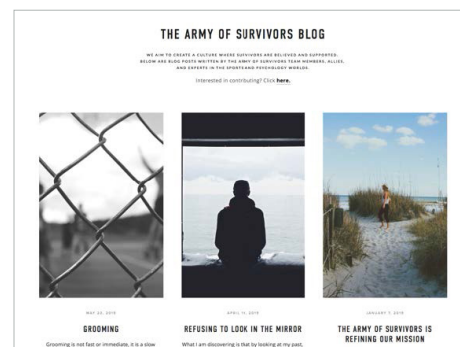 THE ARMY OF SURVIVORS BLOG
WE AIM TO CREATE A CULTURE WHERE SURVIVORS ARE BELIEVED AND SUPPORTED.
BELOW ARE BLOG POSTS WRITTEN BY THE ARMY OF SURVIVORS TEAM MEMBERS, ALLIES,
AND EXPERTS IN THE SPORTS AND PSYCHOLOGY WORLDS.
Interested in contributing? Click here.
MAY 23, 2019
GROOMING
Grooming is not fast or immediate, it is a slow
APRIL 11, 2019
REFUSING TO LOOK IN THE MIRROR
What I am discovering is that by looking at my past,
JANUARY 7, 2019
THE ARMY OF SURVIVORS IS
REFINING OUR MISSION